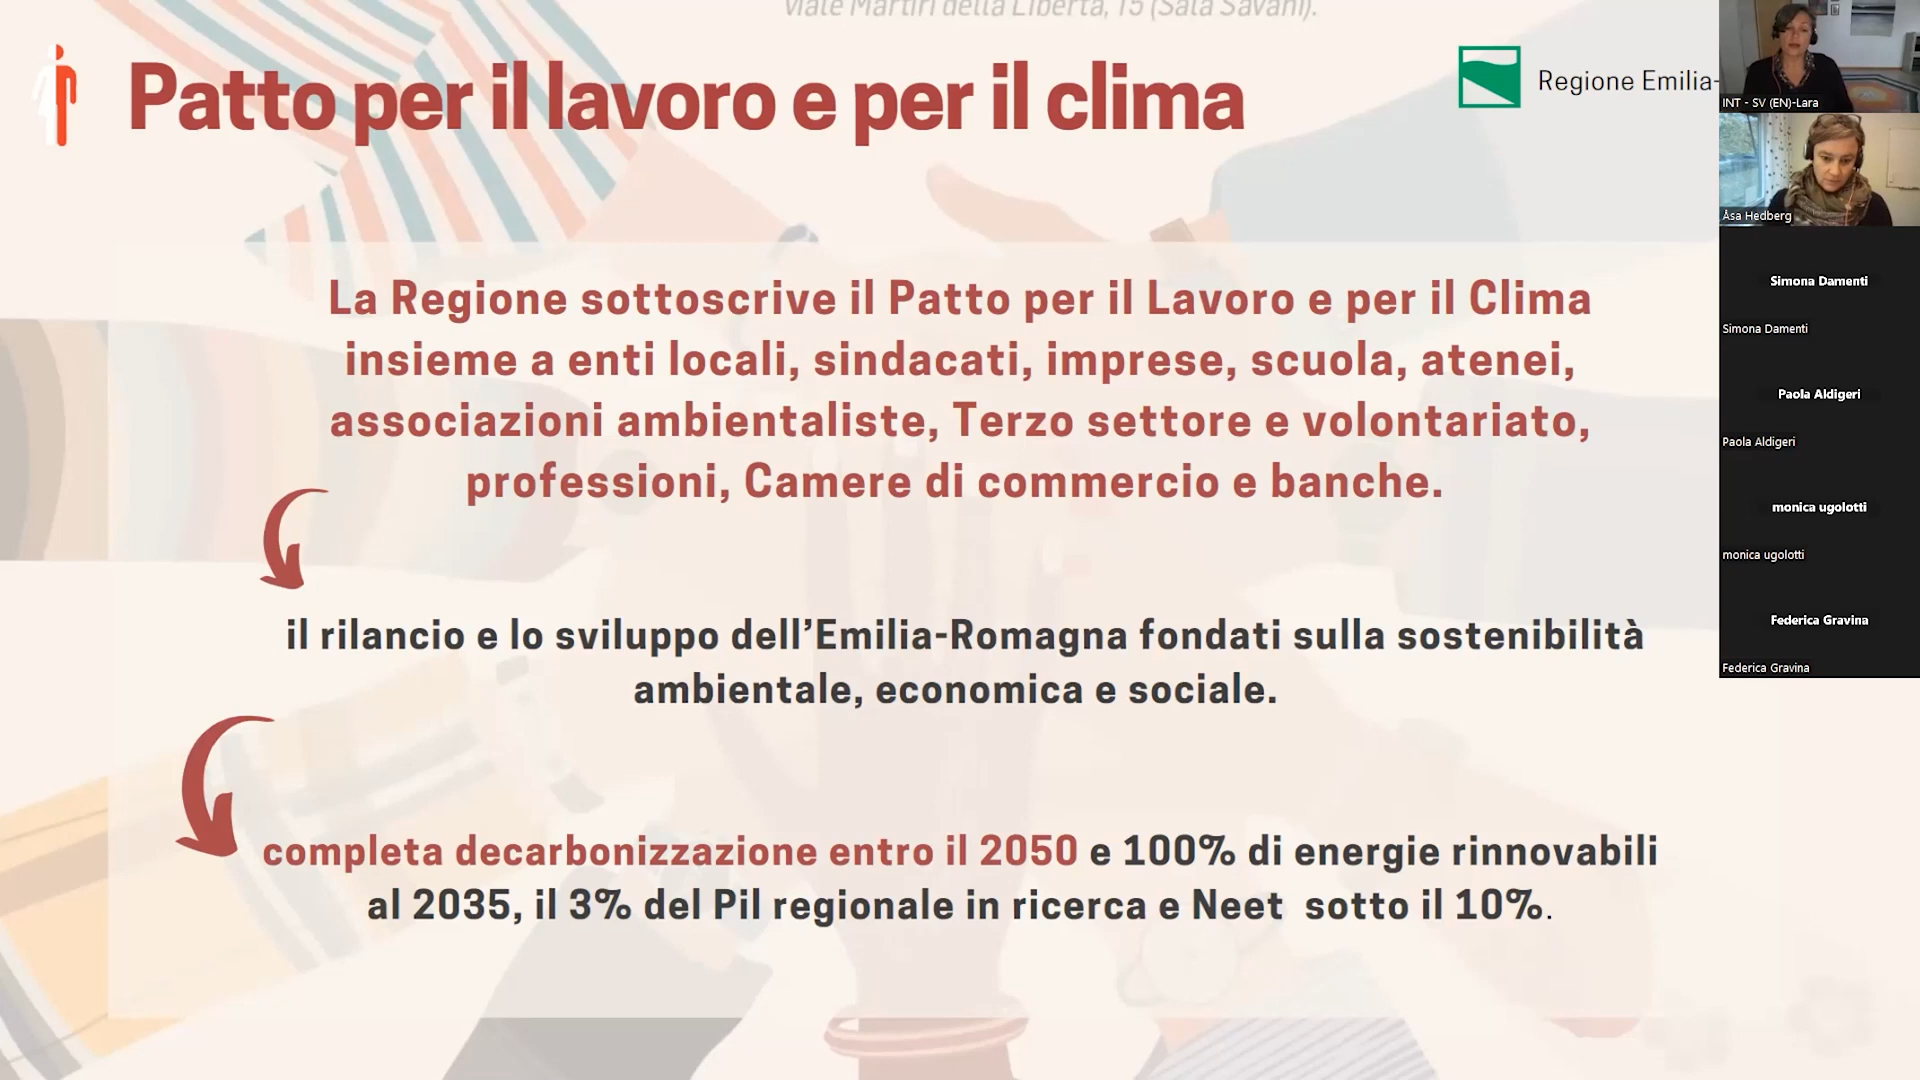 Viale Martiri della Libertà, 15 (Sala Savani).
Patto per il lavoro e per il clima
Regione Emilia-
La Regione sottoscrive il Patto per il Lavoro e per il Clima
insieme a enti locali, sindacati, imprese, scuola, atenei,
associazioni ambientaliste, Terzo settore e volontariato,
professioni, Camere di commercio e banche.
il rilancio e lo sviluppo dell’Emilia-Romagna fondati sulla sostenibilità
ambientale, economica e sociale.
completa decarbonizzazione entro il 2050 e 100% di energie rinnovabili
al 2035, il 3% del Pil regionale in ricerca e Neet sotto il 10%.
INT - SV (EN)-Lara
Åsa Hedberg
Simona Damenti
Simona Damenti
Paola Aldigeri
Paola Aldigeri
monica ugolotti
monica ugolotti
Federica Gravina
Federica Gravina